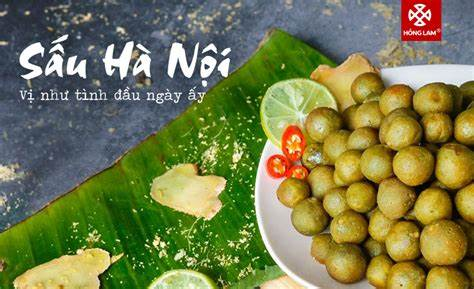 Sấu Hà Nội
Vị như tình đầu ngày ấy
HỒNG LAM®